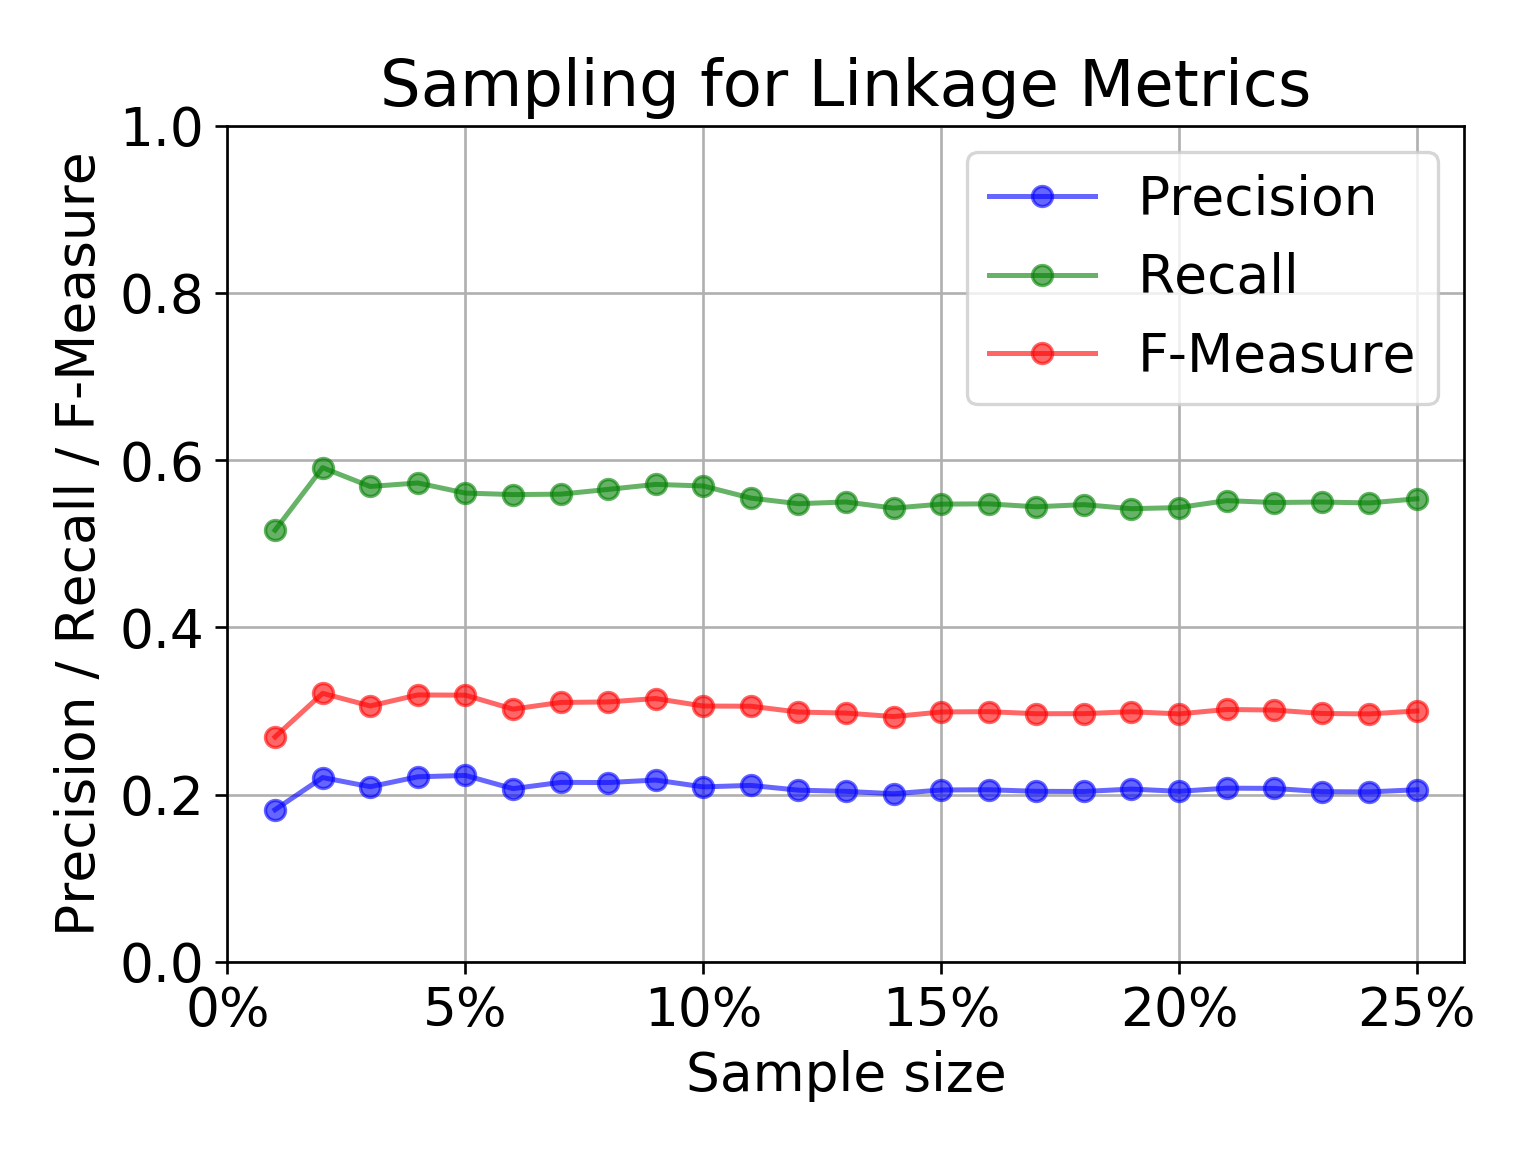 Sampling for Linkage Metrics
Precision / Recall / F-Measure
1.0
0.8
0.6
0.4
0.2
0.0
Precision
Recall
F-Measure
0% 5% 10% 15% 20% 25%
Sample size